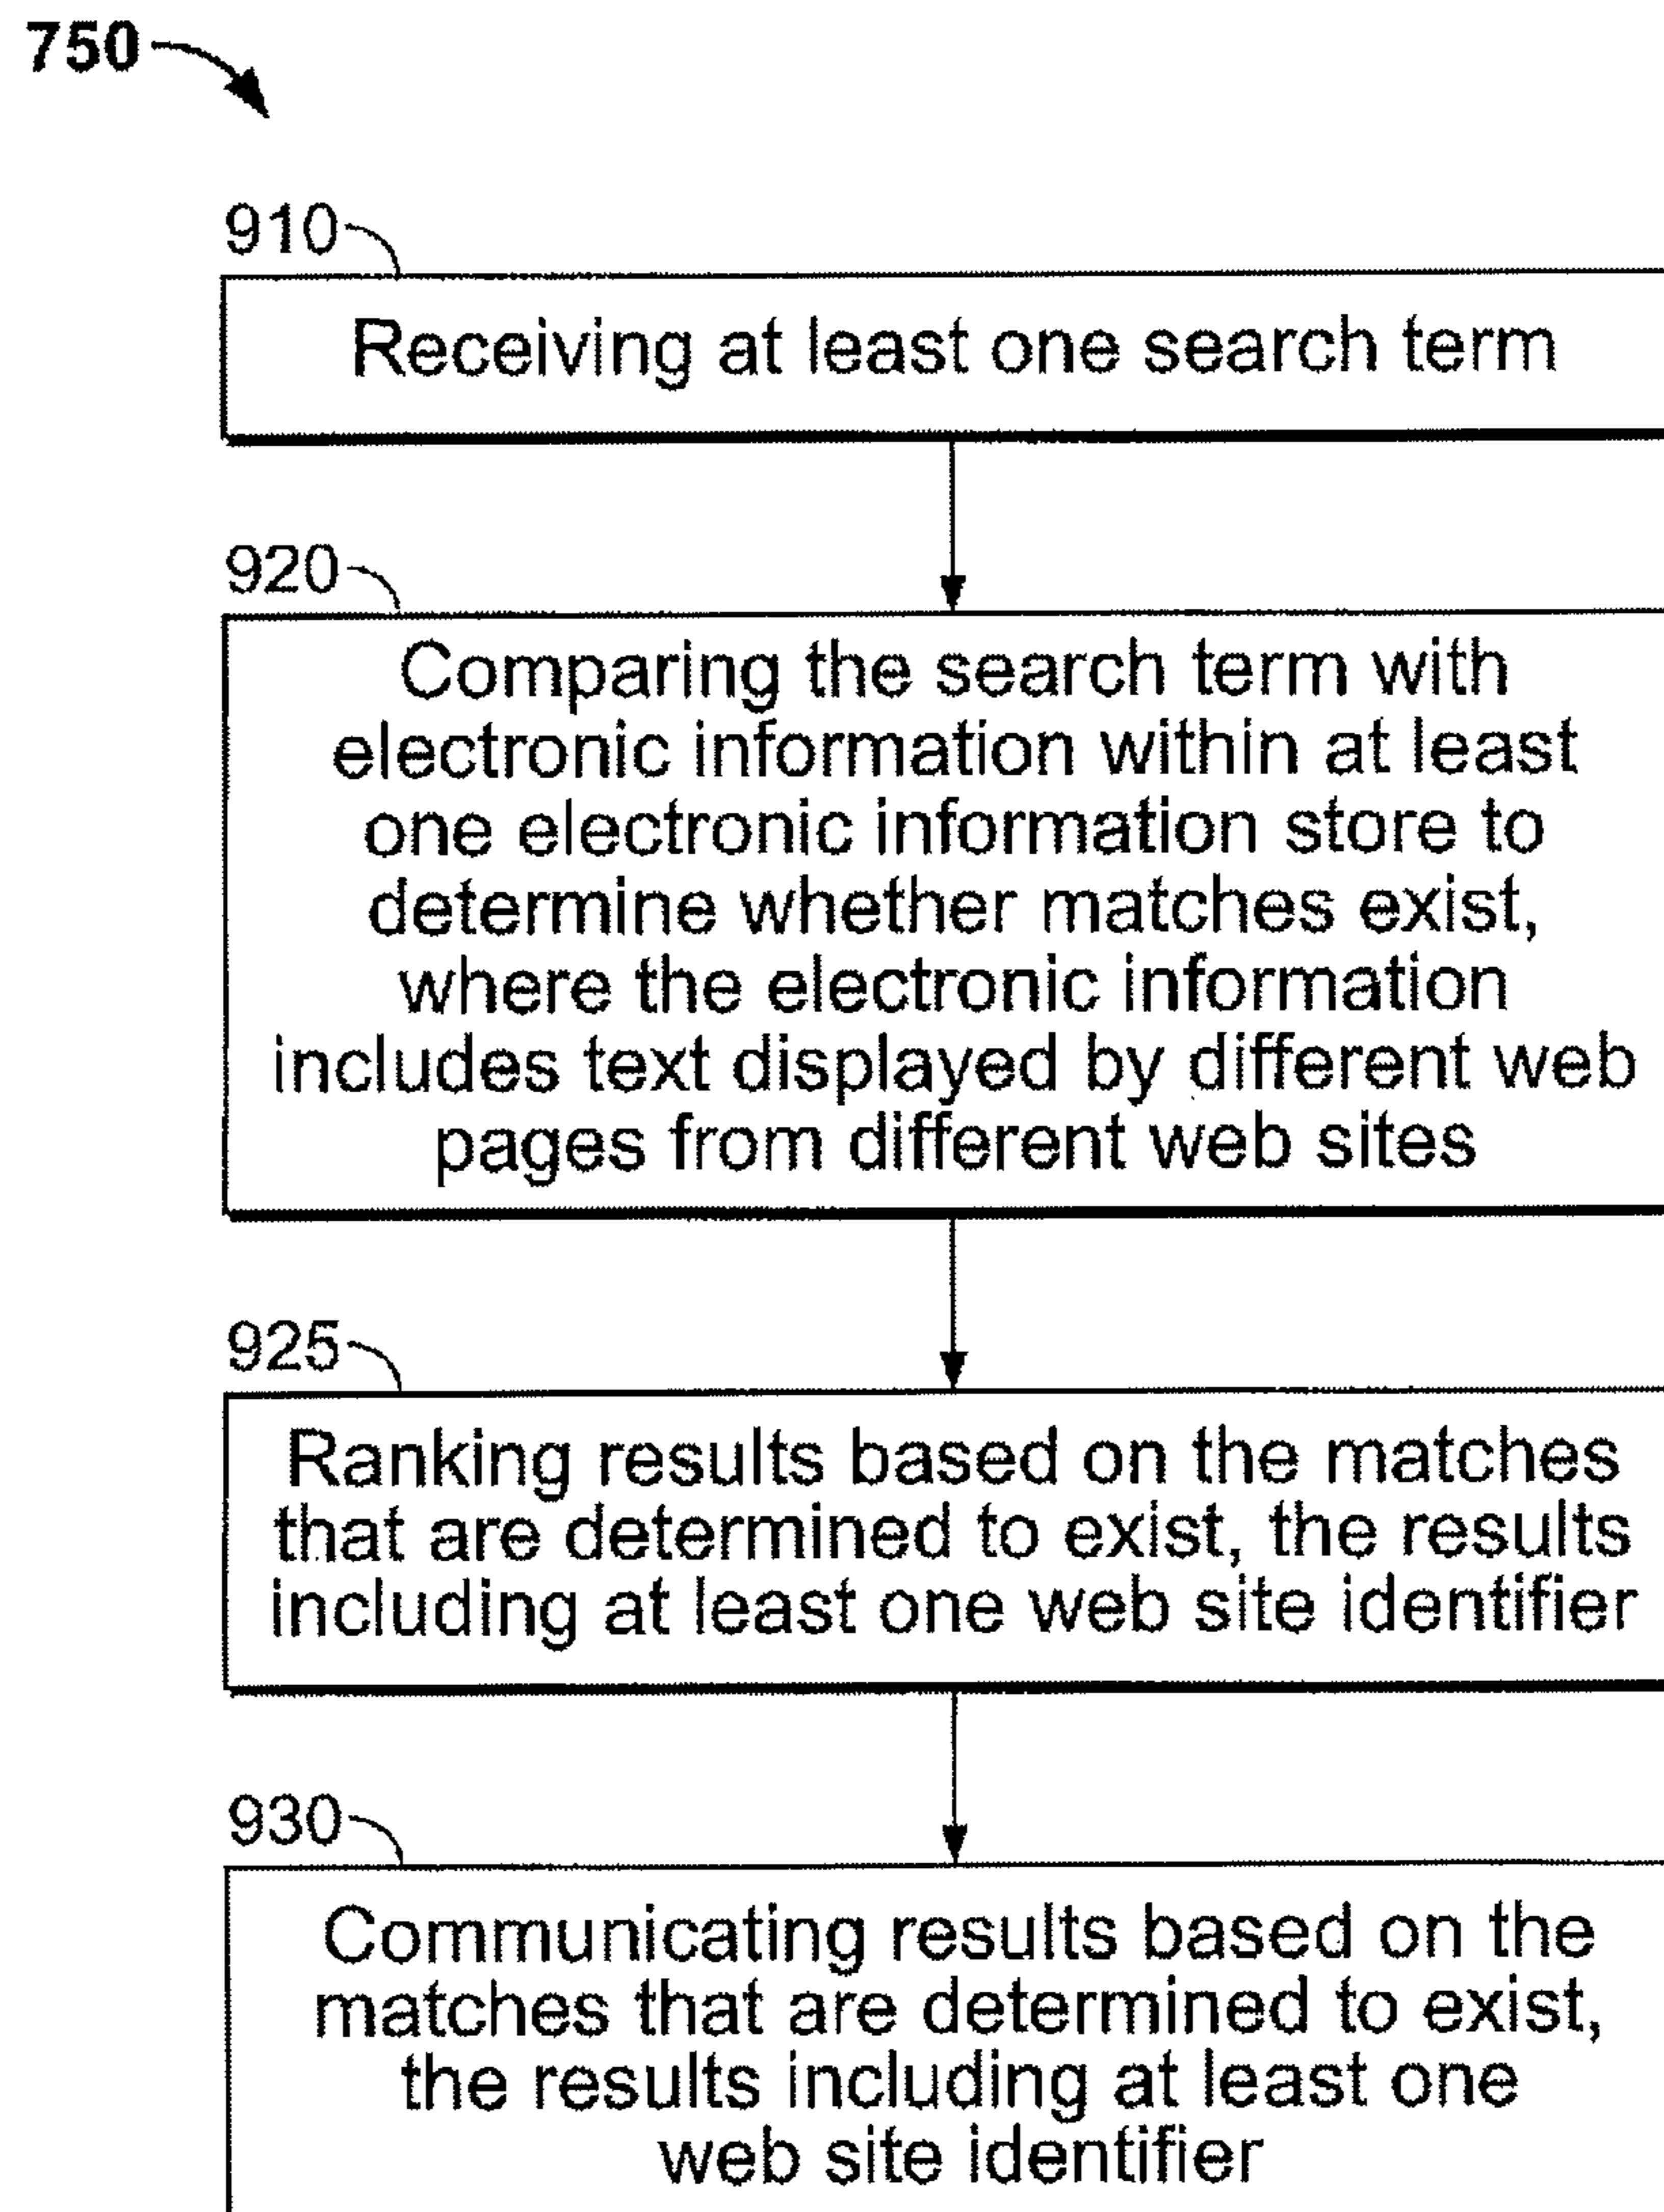 750
910
Receiving at least one search term
920
Comparing the search term with
electronic information within at least
one electronic information store to
determine whether matches exist,
where the electronic information
includes text displayed by different web
pages from different web sites
925
Ranking results based on the matches
that are determined to exist, the results
including at least one web site identifier
930
Communicating results based on the
matches that are determined to exist,
the results including at least one
web site identifier